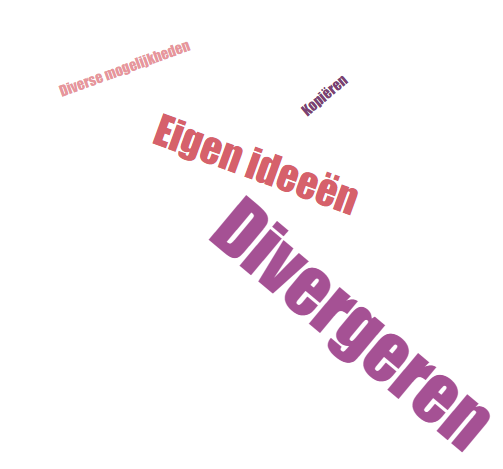 Diverse mogelijkheden
Kopiëren
Eigen ideeën
Divergeren